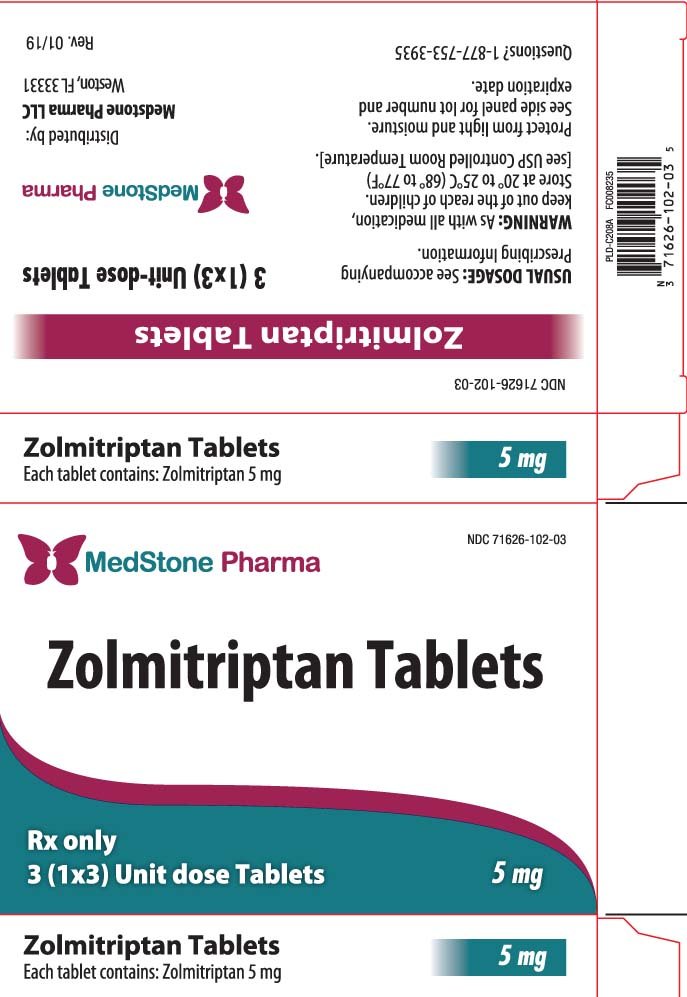 NDC 71626-102-03
Zolmitriptan Tablets
3 (1x3) Unit-dose Tablets
MedStone Pharma
Distributed by:
Medstone Pharma LLC
Weston, FL 33331
Rev. 01/19
USUAL DOSAGE: See accompanying
Prescribing Information.
WARNING: As with all medication,
keep out of the reach of children.
Store at 20° to 25°C (68° to 77°F)
[see USP Controlled Room Temperature].
Protect from light and moisture.
See side panel for lot number and
expiration date.
Questions? 1-877-753-3935
PLD-C208A FC008235
N
3 71626-102-03 5
Zolmitriptan Tablets
Each tablet contains: Zolmitriptan 5 mg
5 mg
MedStone Pharma
NDC 71626-102-03
Zolmitriptan Tablets
Rx only
3 (1x3) Unit dose Tablets
5 mg
Zolmitriptan Tablets
Each tablet contains: Zolmitriptan 5 mg
5 mg